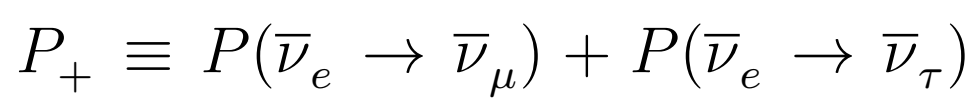 P₊ ≡ P(ν̅ₑ → ν̅_μ) + P(ν̅ₑ → ν̅_τ)